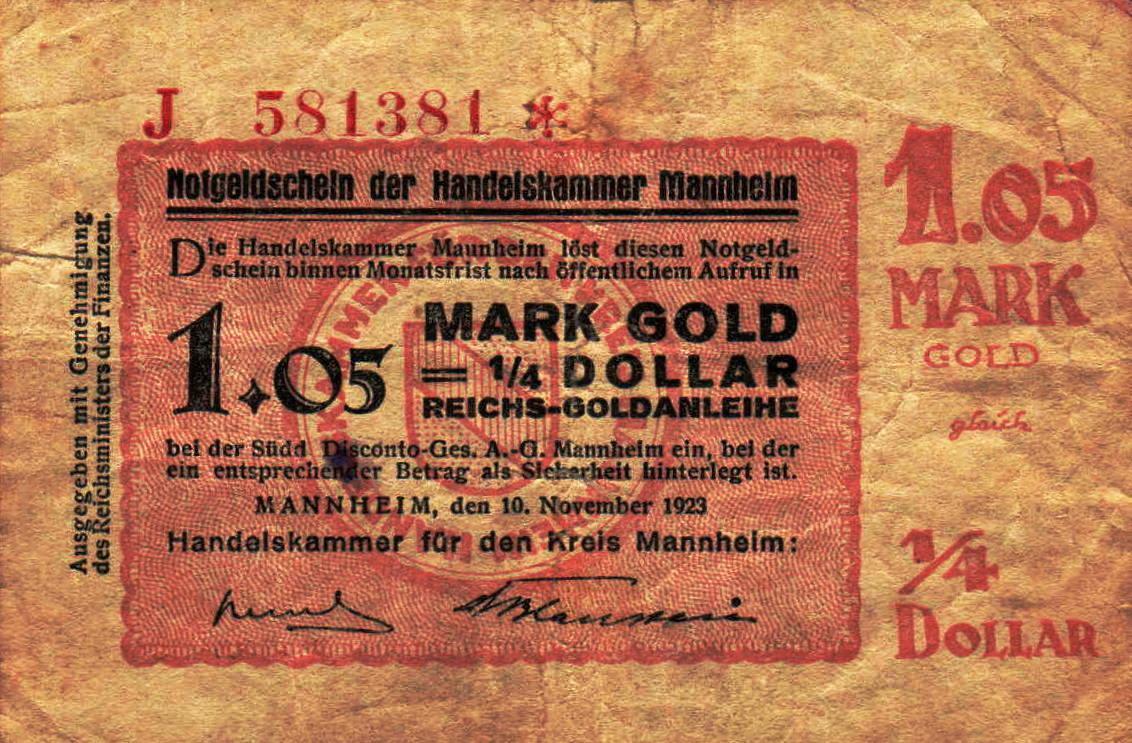 J 581381 *
Notgeldschein der Handelskammer Mannheim
Die Handelskammer Mannheim löst diesen Notgeld-
schein binnen Monatsfrist nach öffentlichem Aufruf in
1.05 MARK GOLD
= 1/4 DOLLAR
REICHS-GOLDANLEIHE
bei der Südd Disconto-Ges. A.-G. Mannheim ein, bei der
ein entsprechender Betrag als Sicherheit hinterlegt ist.
MANNHEIM, den 10. November 1923
Handelskammer für den Kreis Mannheim:
Ausgegeben mit Genehmigung
des Reichsministers der Finanzen.
1.05
MARK
GOLD
gleich
1/4
DOLLAR